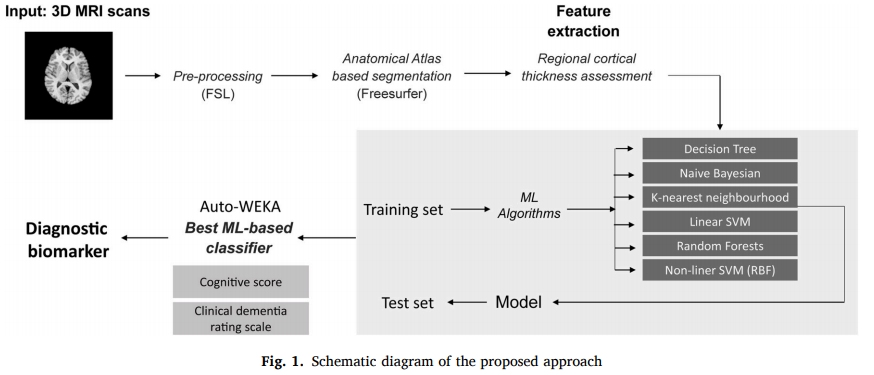 Input: 3D MRI scans
Pre-processing
(FSL)
Anatomical Atlas
based segmentation
(Freesurfer)
Feature
extraction
Regional cortical
thickness assessment
Training set
ML
Algorithms
Decision Tree
Naive Bayesian
K-nearest neighbourhood
Linear SVM
Random Forests
Non-liner SVM (RBF)
Model
Test set
Auto-WEKA
Best ML-based
classifier
Cognitive score
Clinical dementia
rating scale
Diagnostic
biomarker
Fig. 1. Schematic diagram of the proposed approach